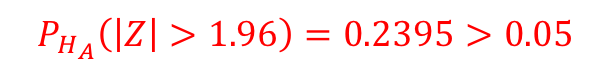 P_{H_A}(|Z| > 1.96) = 0.2395 > 0.05